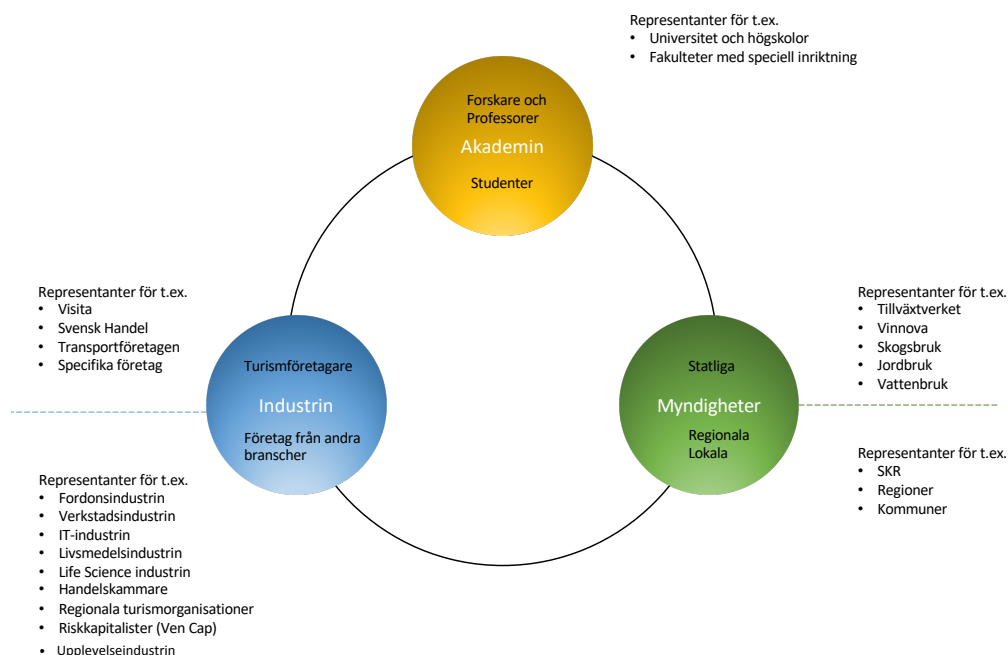 Representanter för t.ex.
• Universitet och högskolor
• Fakulteter med speciell inriktning
Forskare och
Professorer
Akademin
Studenter
Representanter för t.ex.
• Visita
• Svensk Handel
• Transportföretagen
• Specifika företag
Turismföretagare
Industrin
Företag från andra
branscher
Representanter för t.ex.
• Fordonsindustrin
• Verkstadsindustrin
• IT-industrin
• Livsmedelsindustrin
• Life Science industrin
• Handelskammare
• Regionala turismorganisationer
• Riskkapitalister (Ven Cap)
• Upplevelseindustrin
Statliga
Myndigheter
Regionala
Lokala
Representanter för t.ex.
• Tillväxtverket
• Vinnova
• Skogsbruk
• Jordbruk
• Vattenbruk
Representanter för t.ex.
• SKR
• Regioner
• Kommuner